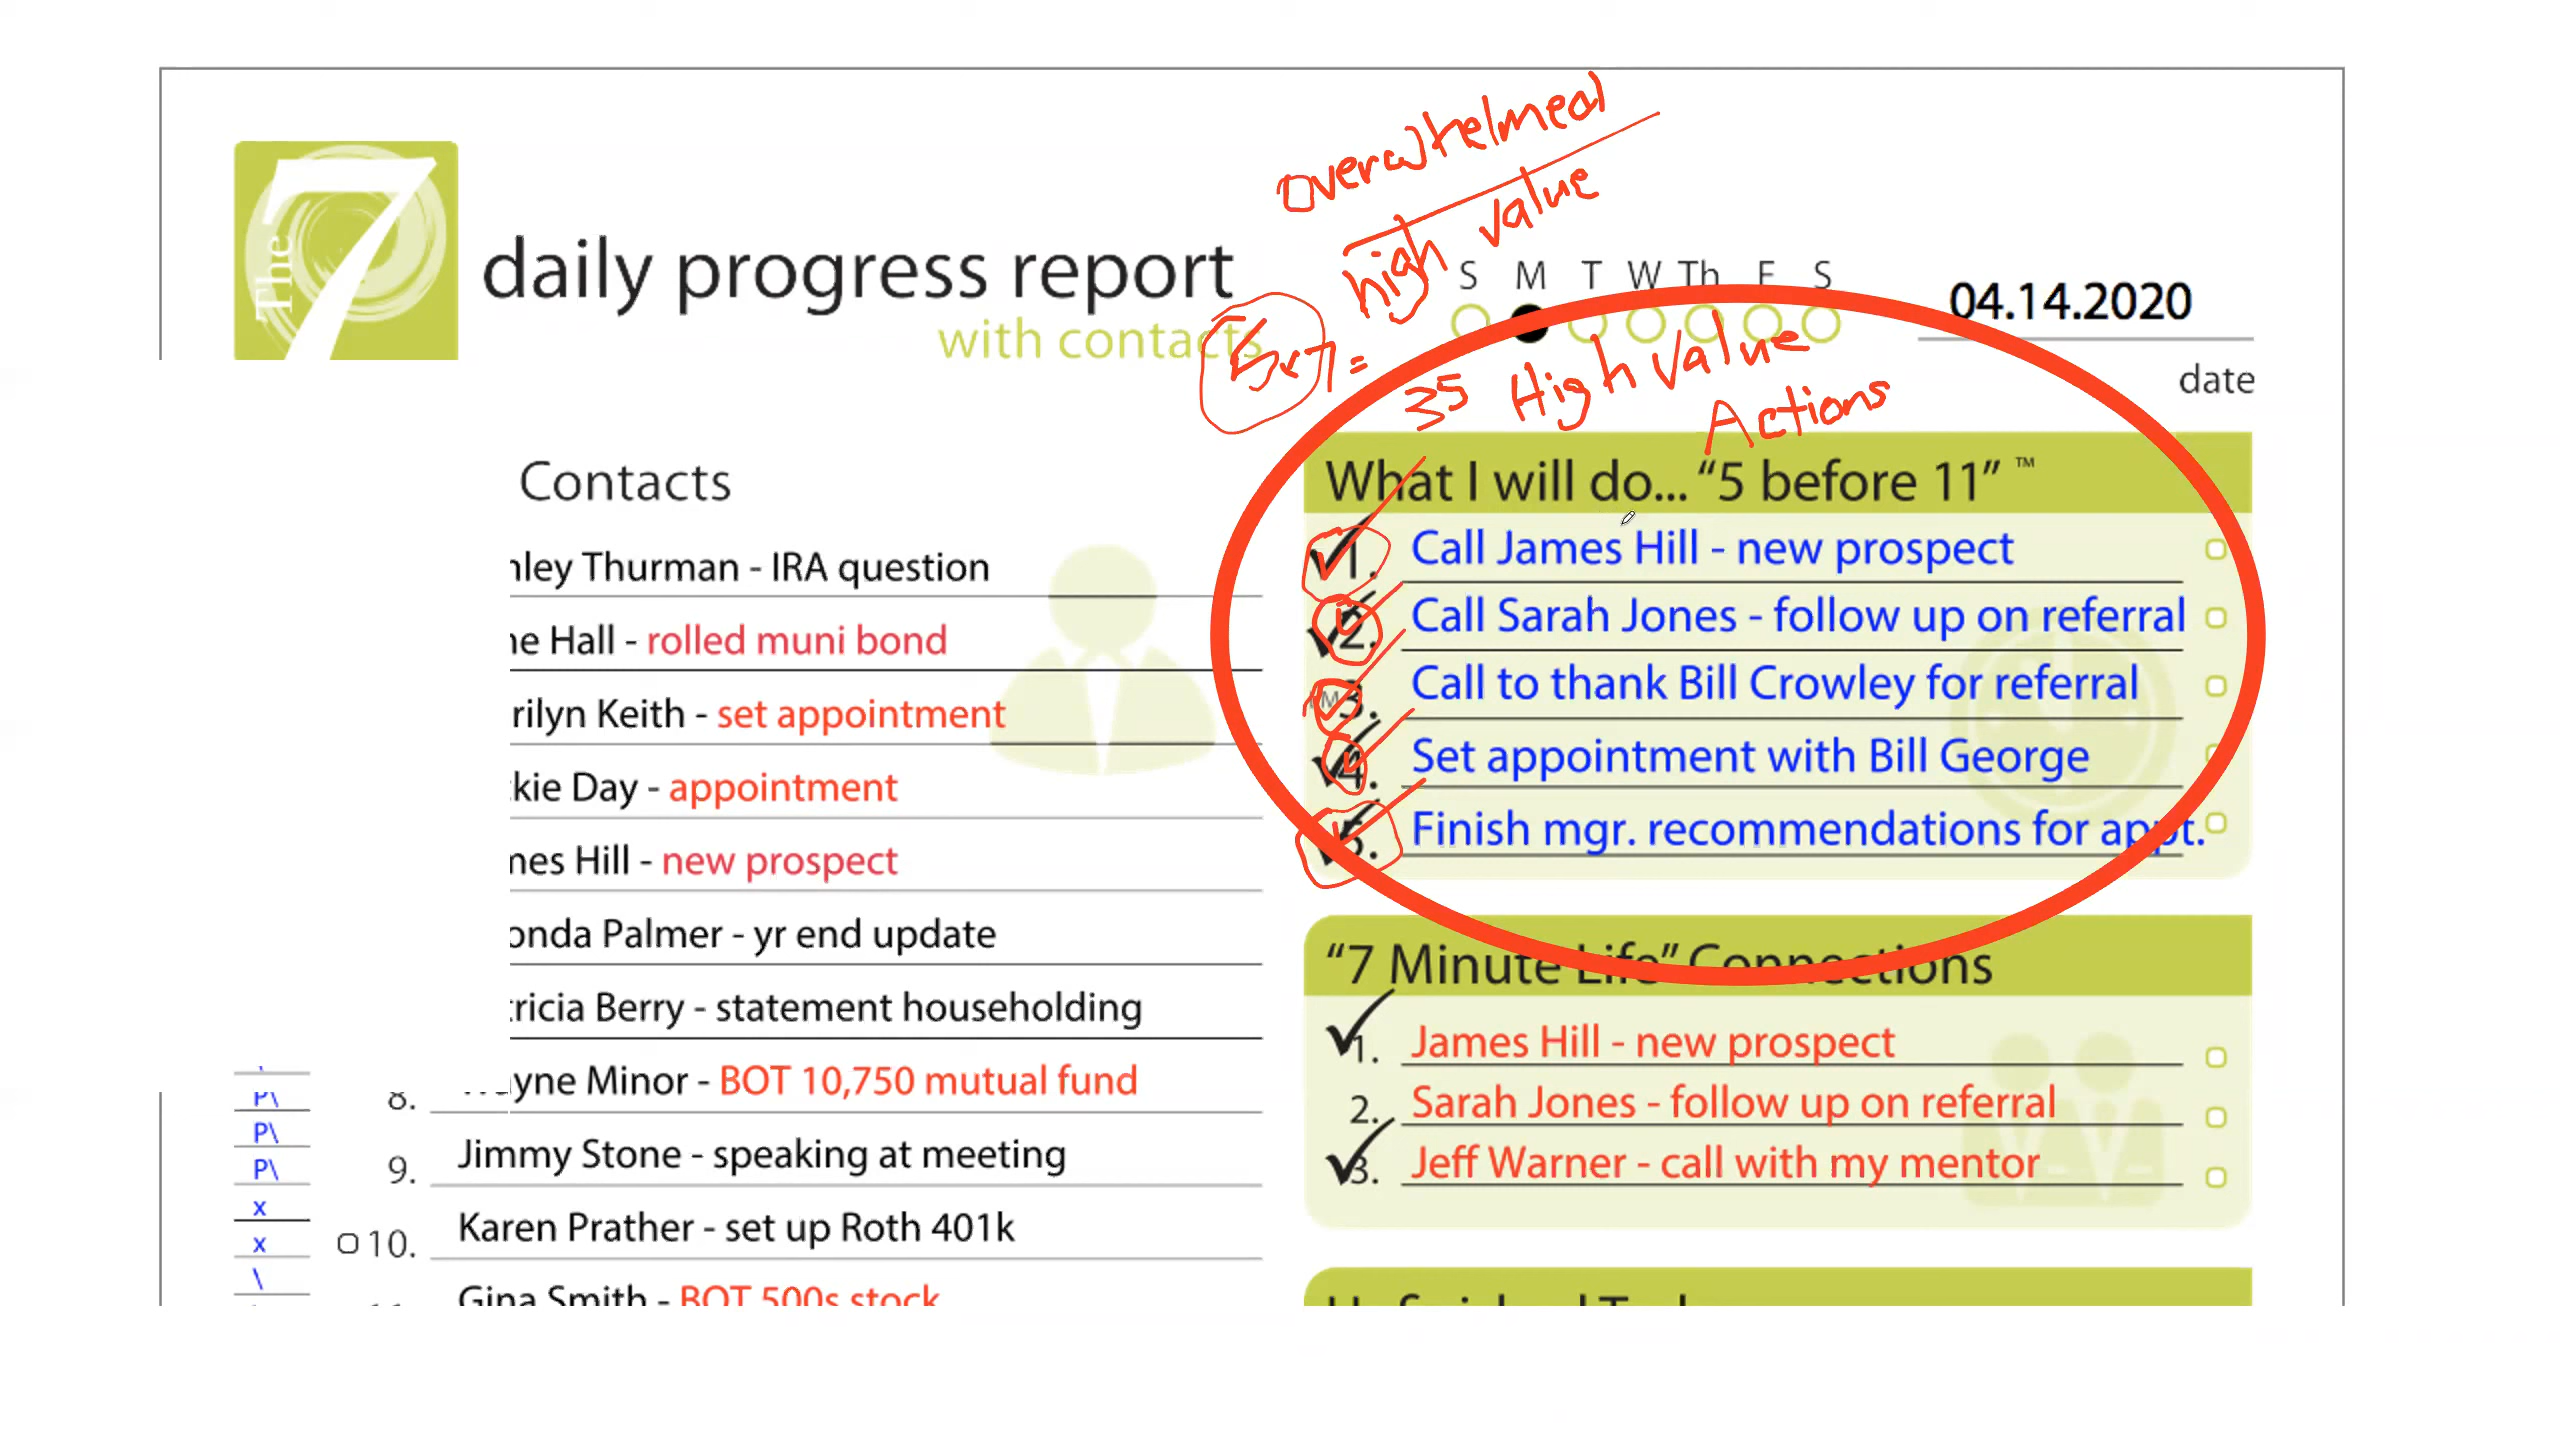 overwhelmed
high value
The 7
daily progress report
with contacts
S M T W Th F S
04.14.2020
date
5x7 =
35 High Value
Actions
Contacts
nley Thurman - IRA question
ne Hall - rolled muni bond
rilyn Keith - set appointment
kie Day - appointment
mes Hill - new prospect
onda Palmer - yr end update
tricia Berry - statement householding
8. yne Minor - BOT 10,750 mutual fund
9. Jimmy Stone - speaking at meeting
10. Karen Prather - set up Roth 401k
Gina Smith - BOT 500s stock
P\
P\
P\
x
x
\
What I will do... “5 before 11” ™
1. Call James Hill - new prospect
2. Call Sarah Jones - follow up on referral
3. Call to thank Bill Crowley for referral
4. Set appointment with Bill George
5. Finish mgr. recommendations for appt.
“7 Minute Life” Connections
1. James Hill - new prospect
2. Sarah Jones - follow up on referral
3. Jeff Warner - call with my mentor